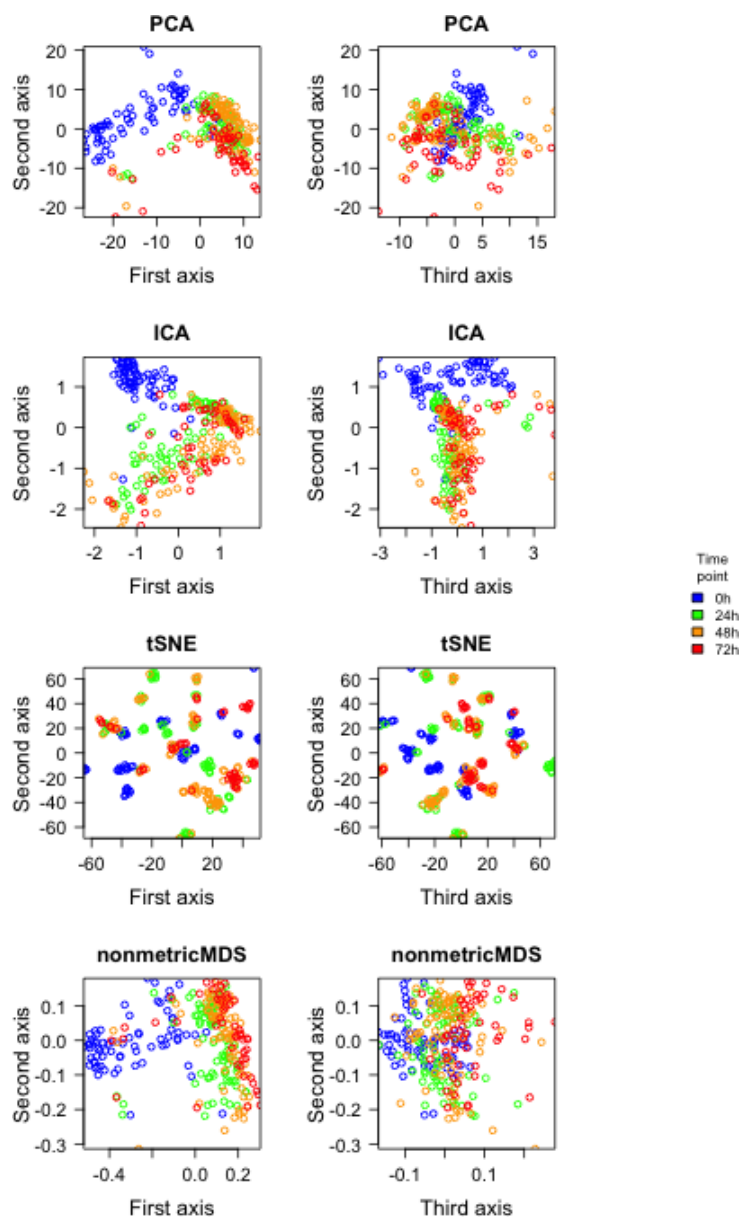 PCA
PCA
20
10
0
-10
-20
Second axis
-20
-10
0
10
First axis
20
10
0
-10
-20
Second axis
-10
0
5
15
Third axis
ICA
ICA
1
0
-1
-2
Second axis
-2
-1
0
1
First axis
1
0
-1
-2
Second axis
-3
-1
1
3
Third axis
Time
point
0h
24h
48h
72h
tSNE
tSNE
60
40
20
0
-20
-40
-60
Second axis
-60
-20
20
First axis
60
40
20
0
-20
-40
-60
Second axis
-60
-20
20
60
Third axis
nonmetricMDS
nonmetricMDS
0.1
0.0
-0.1
-0.2
-0.3
Second axis
-0.4
0.0
0.2
First axis
0.1
0.0
-0.1
-0.2
-0.3
Second axis
-0.1
0.1
Third axis